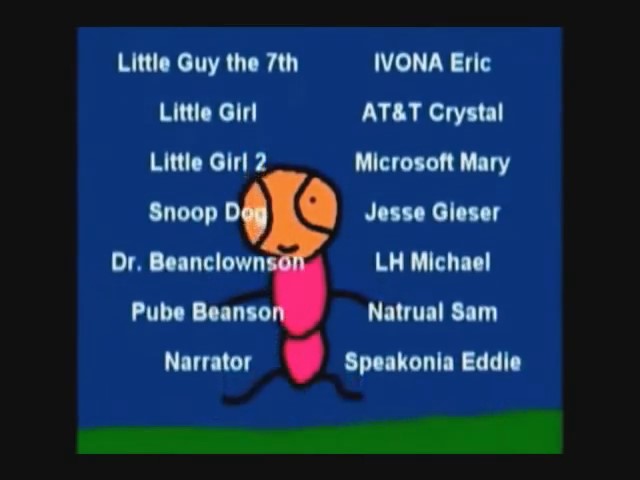 Little Guy the 7th IVONA Eric
Little Girl AT&T Crystal
Little Girl 2 Microsoft Mary
Snoop Dog Jesse Gieser
Dr. Beanclownson LH Michael
Pube Beanson Natrual Sam
Narrator Speakonia Eddie